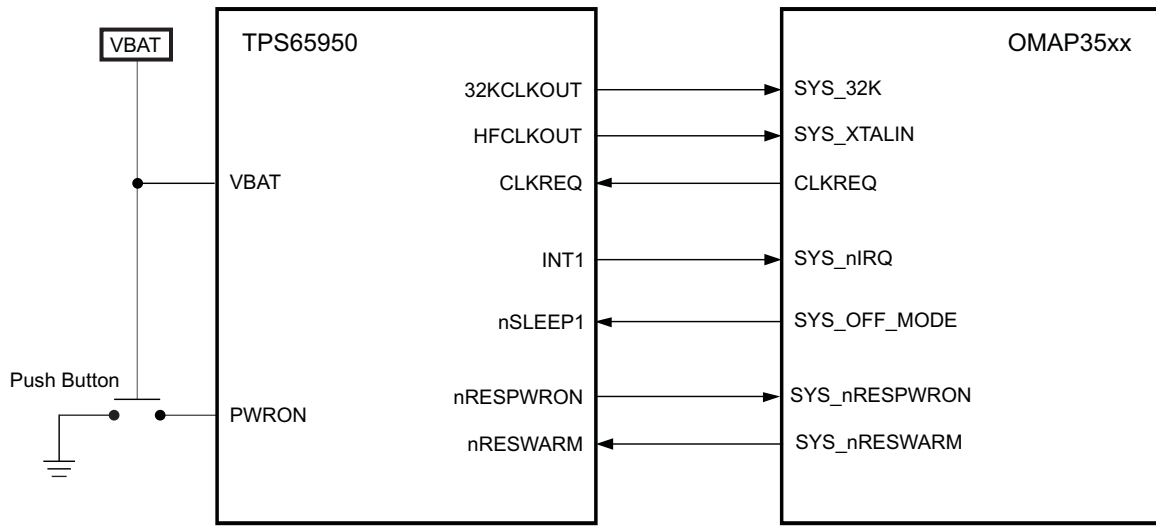 VBAT
TPS65950
OMAP35xx
32KCLKOUT
SYS_32K
HFCLKOUT
SYS_XTALIN
VBAT
CLKREQ
CLKREQ
INT1
SYS_nIRQ
nSLEEP1
SYS_OFF_MODE
Push Button
nRESPWRON
SYS_nRESPWRON
PWRON
nRESWARM
SYS_nRESWARM